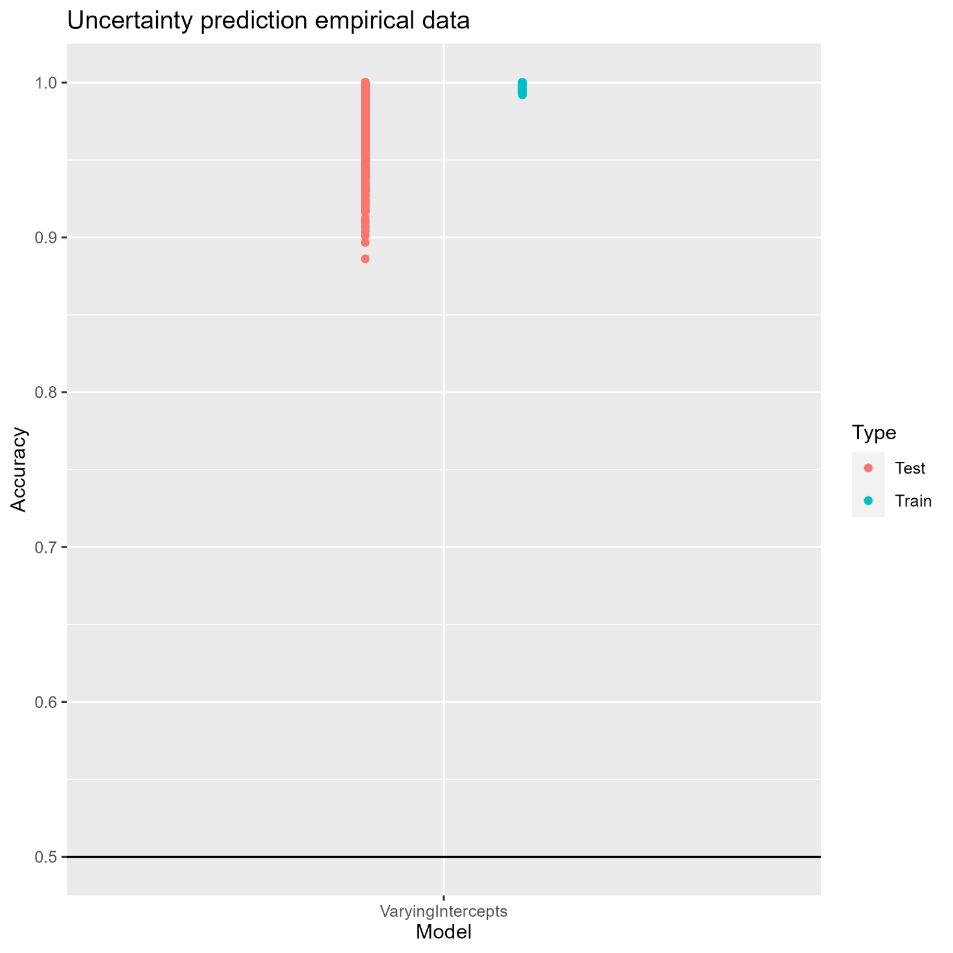 Uncertainty prediction empirical data
1.0
0.9
0.8
0.7
0.6
0.5
Accuracy
VaryingIntercepts
Model
Type
Test
Train